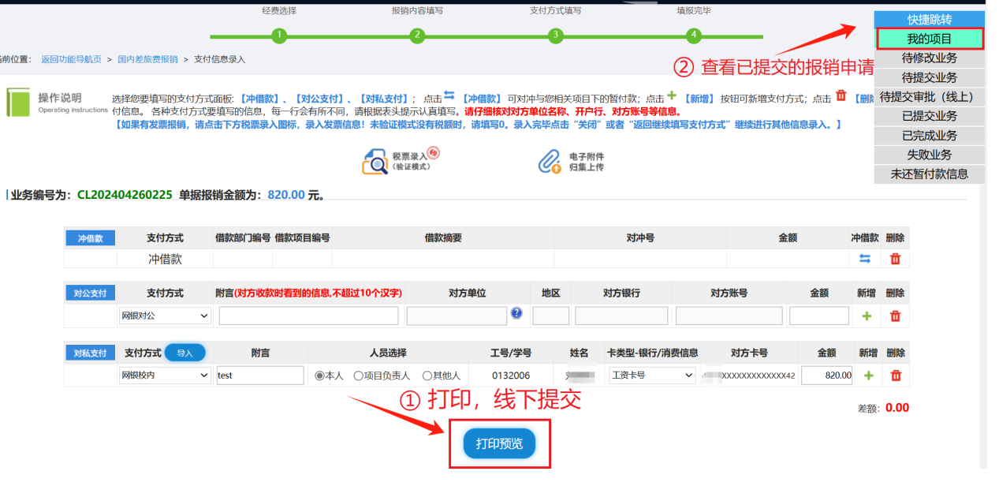 经费选择 报销内容填写 支付方式填写 填报完毕
1 2 3 4
快捷跳转
我的项目
待修改业务
待提交业务
待提交审批（线上）
已提交业务
已完成业务
失败业务
未还暂付款信息
② 查看已提交的报销申请
前位置： 返回功能导航页 > 国内差旅费报销 > 支付信息录入
操作说明
Operating instructions
选择您要填写的支付方式面板:【冲借款】、【对公支付】、【对私支付】; 点击 【冲借款】可对冲与您相关项目下的暂付款; 点击 【新增】按钮可新增支付方式; 点击 【删
付信息。 各种支付方式要填写的信息, 每一行会有所不同, 请根据表头提示认真填写。请仔细核对对方单位名称、开户行、对方账号等信息。
【如果有发票报销, 请点击下方税票录入图标, 录入发票信息！未验证模式没有税额时, 请填写0。录入完毕点击“关闭”或者“返回继续填写支付方式”继续进行其他信息录入。】
税票录入
(验证模式)
电子附件
归集上传
业务编号为: CL202404260225 单据报销金额为: 820.00 元。
冲借款 支付方式 借款部门编号 借款项目编号 借款摘要 对冲号 金额 冲借款 删除
冲借款
对公支付 支付方式 附言(对方收款时看到的信息,不超过10个汉字) 对方单位 地区 对方银行 对方账号 金额 新增 删除
网银对公 ?
对私支付 支付方式 导入 附言 人员选择 工号/学号 姓名 卡类型-银行/消费信息 对方卡号 金额 新增 删除
网银校内 test 本人 项目负责人 其他人 0132006 工资卡号 XXXXXXXXXXXXX42 820.00
① 打印，线下提交
差额: 0.00
打印预览